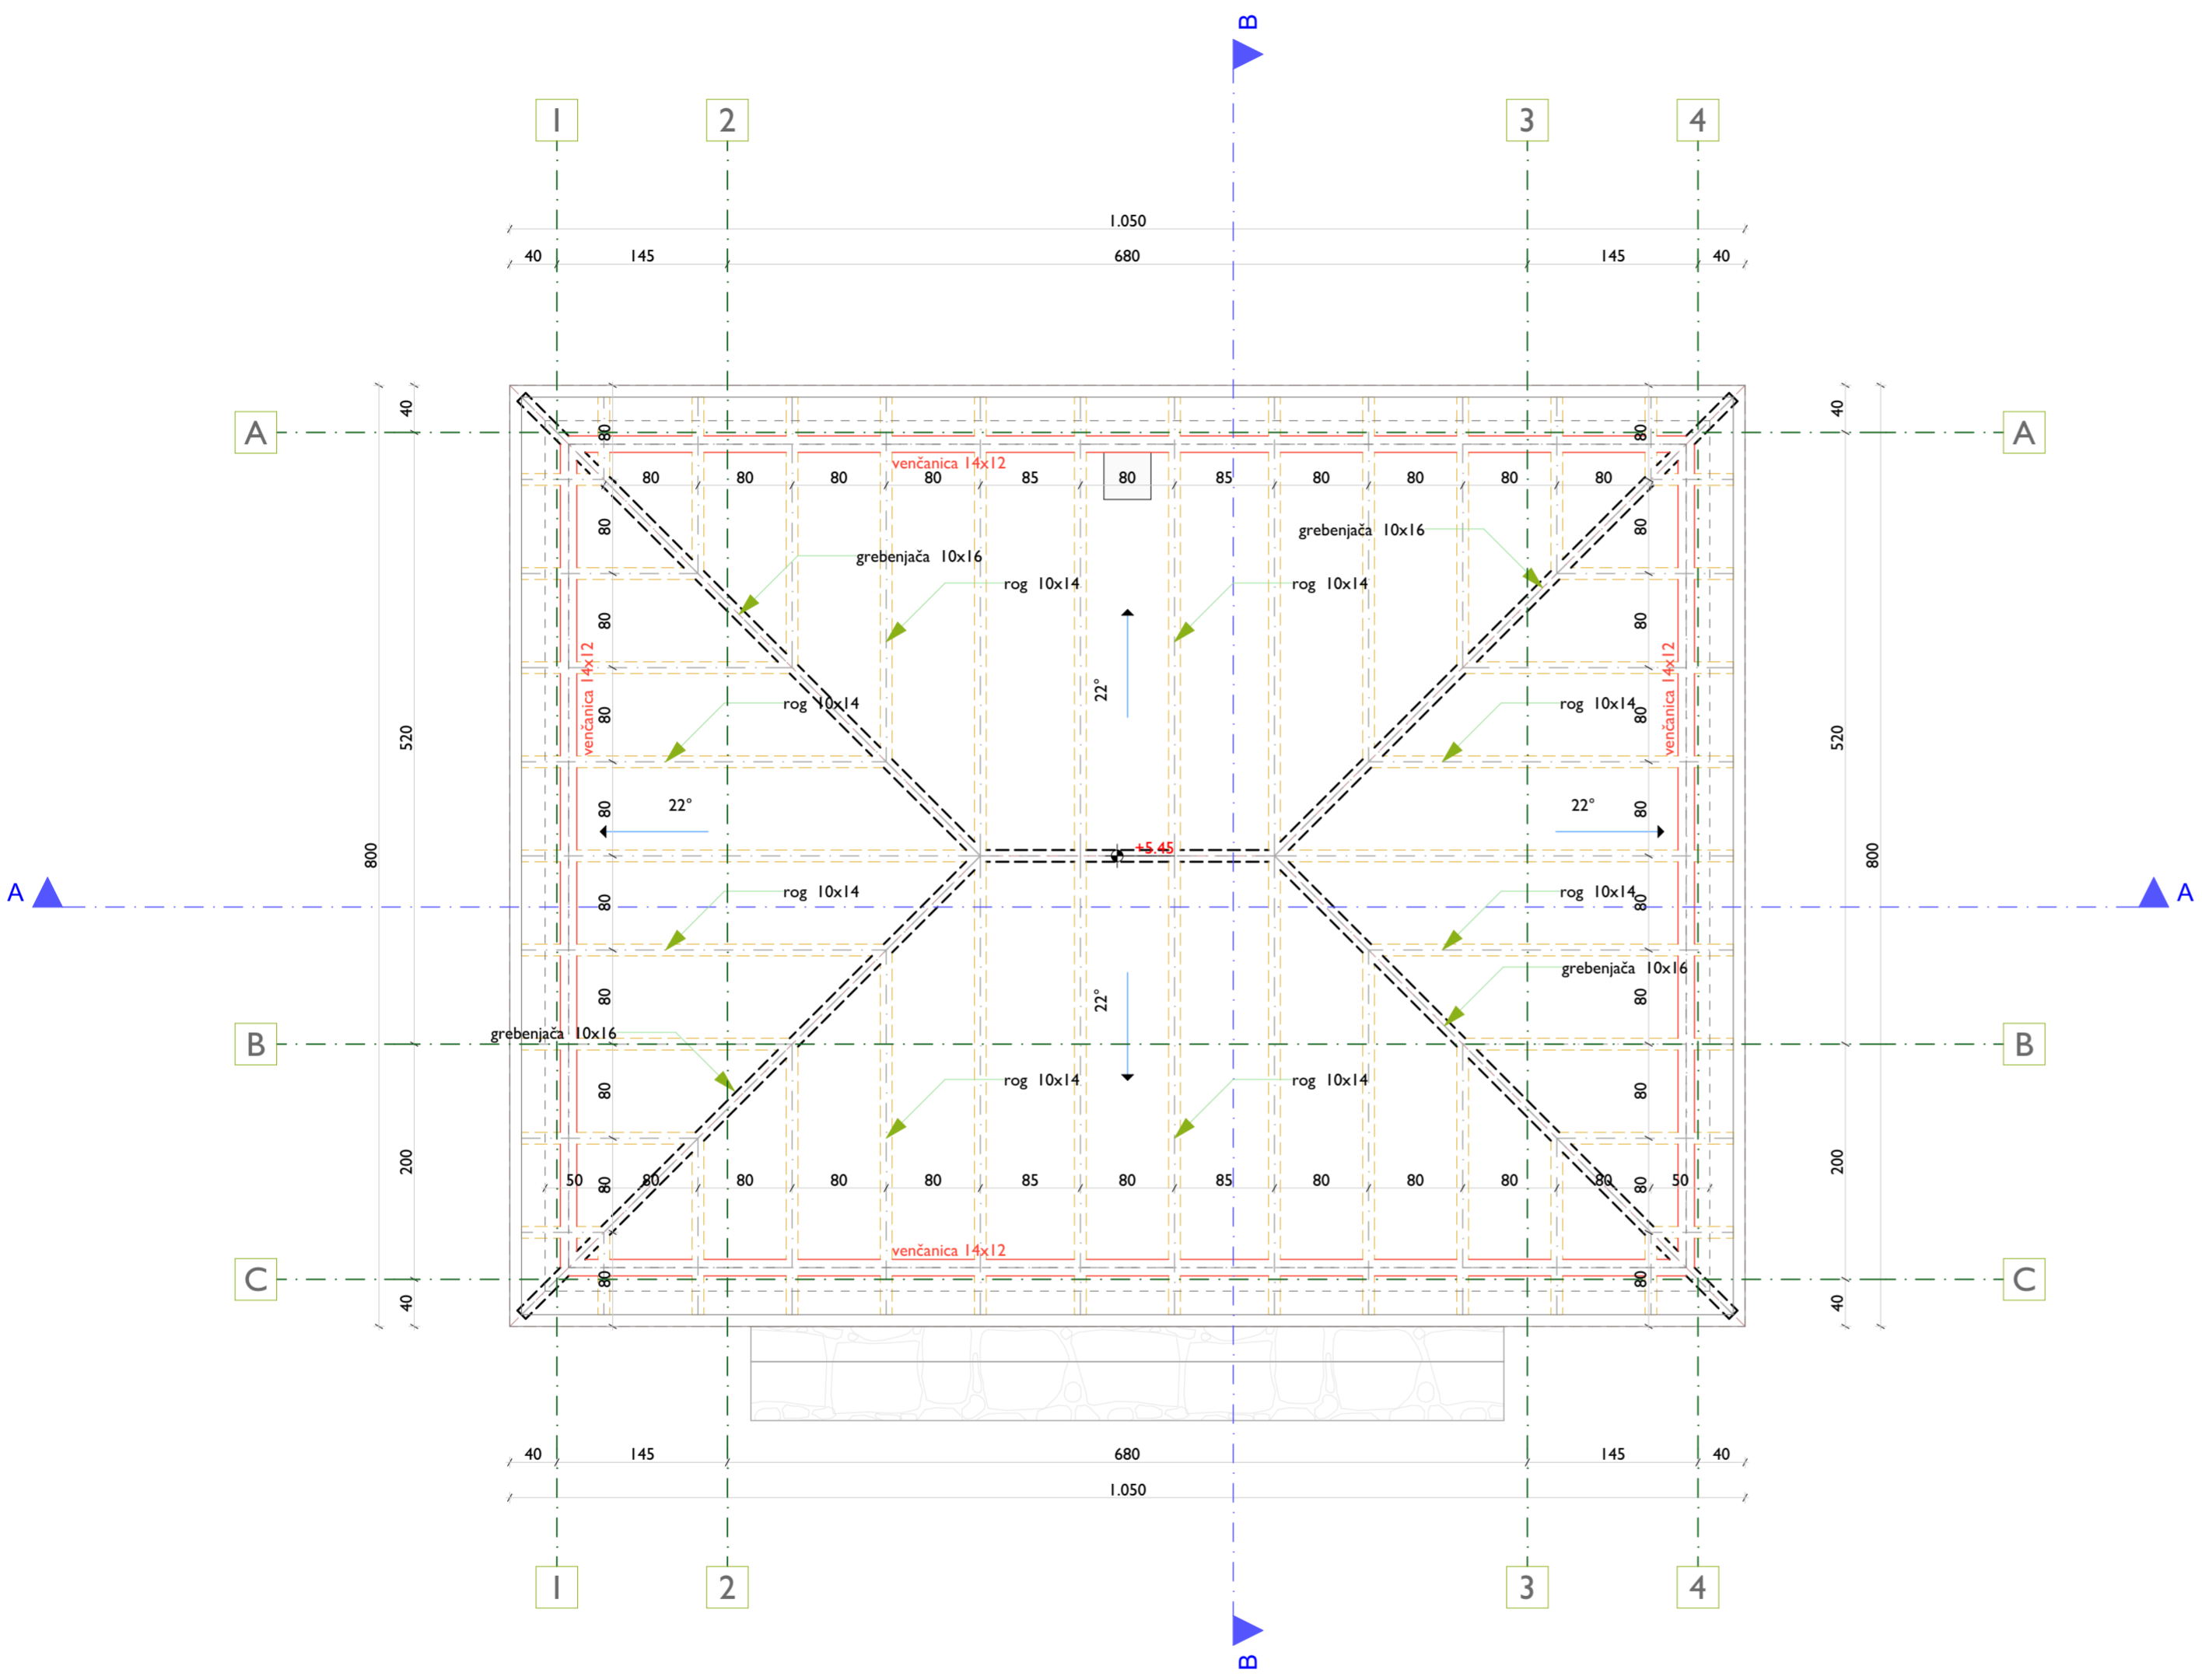 B
1 2 3 4
1.050
40 145 680 145 40
40 40
A 80 80 A
venčanica 14x12
80 80 80 80 85 80 85 80 80 80 80
80 grebenjača 10x16 80
grebenjača 10x16
rog 10x14 rog 10x14
80 80
venčanica 14x12 venčanica 14x12
22°
rog 10x14 rog 10x14
80 80
520 520
22° 22°
80 80
+5.45
800 800
rog 10x14 rog 10x14
A 80 80 A
grebenjača 10x16
80 22° 80
grebenjača 10x16
B B
rog 10x14 rog 10x14
80 80
200 200
50 80 80 80 80 85 80 85 80 80 80 80 50
80 80
venčanica 14x12
C 80 80 C
40 40
40 145 680 145 40
1.050
1 2 3 4
B